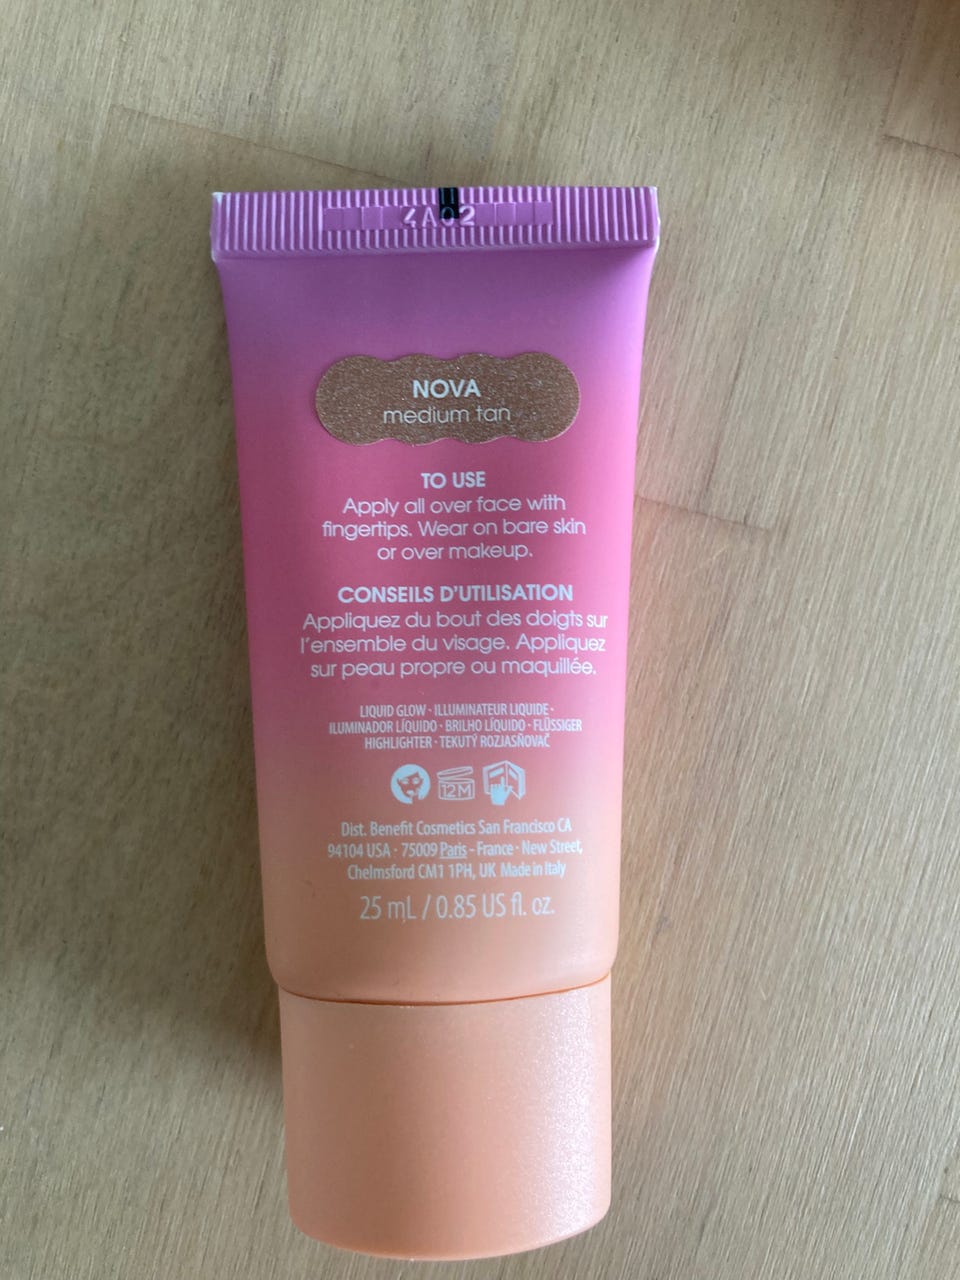 4A02
NOVA
medium tan
TO USE
Apply all over face with
fingertips. Wear on bare skin
or over makeup.
CONSEILS D'UTILISATION
Appliquez du bout des doigts sur
l'ensemble du visage. Appliquez
sur peau propre ou maquillée.
LIQUID GLOW · ILLUMINATEUR LIQUIDE ·
ILUMINADOR LÍQUIDO · BRILHO LÍQUIDO · FLÜSSIGER
HIGHLIGHTER · TEKUTÝ ROZJASŇOVAČ
12M
Dist. Benefit Cosmetics San Francisco CA
94104 USA · 75009 Paris - France · New Street,
Chelmsford CM1 1PH, UK Made in Italy
25 mL / 0.85 US fl. oz.